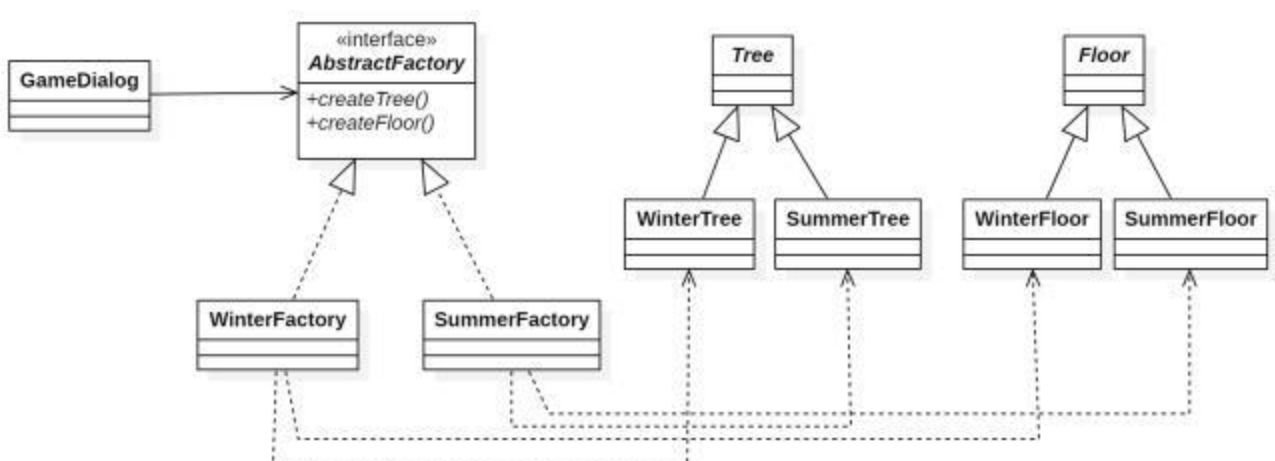 GameDialog
«interface»
AbstractFactory
+createTree()
+createFloor()
Tree
Floor
WinterTree
SummerTree
WinterFloor
SummerFloor
WinterFactory
SummerFactory